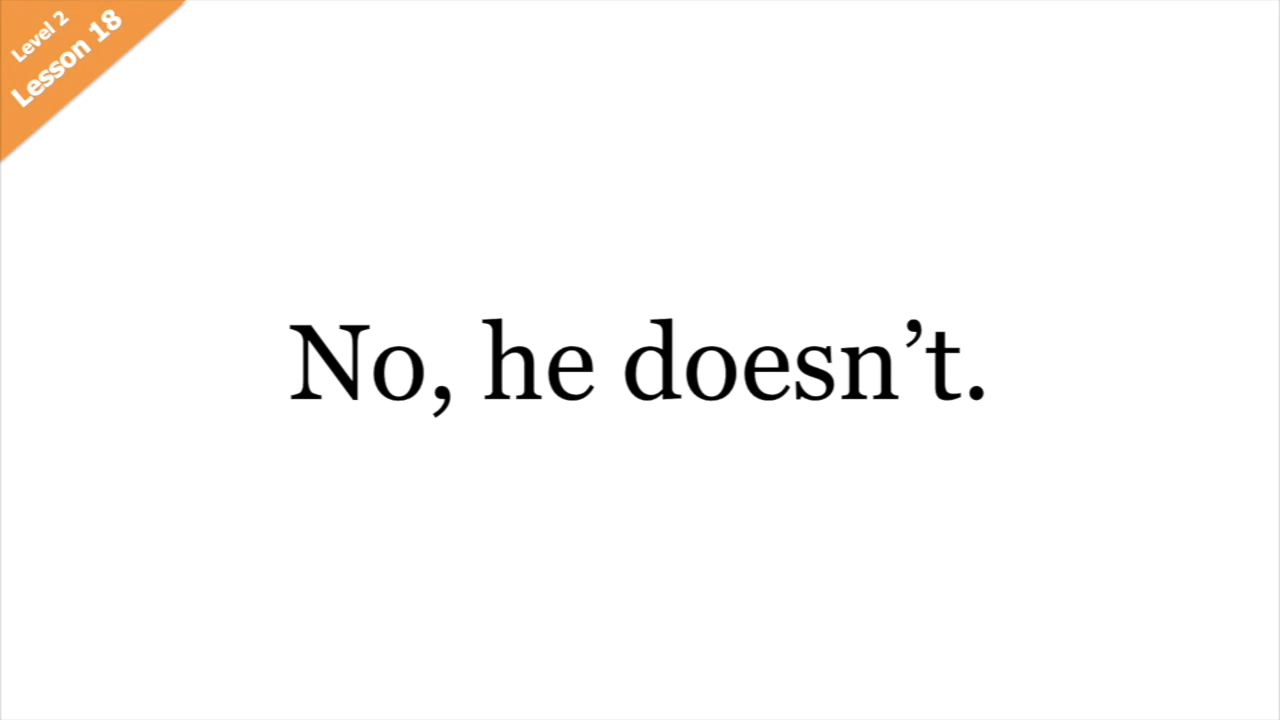 Level 2
Lesson 18
No, he doesn’t.